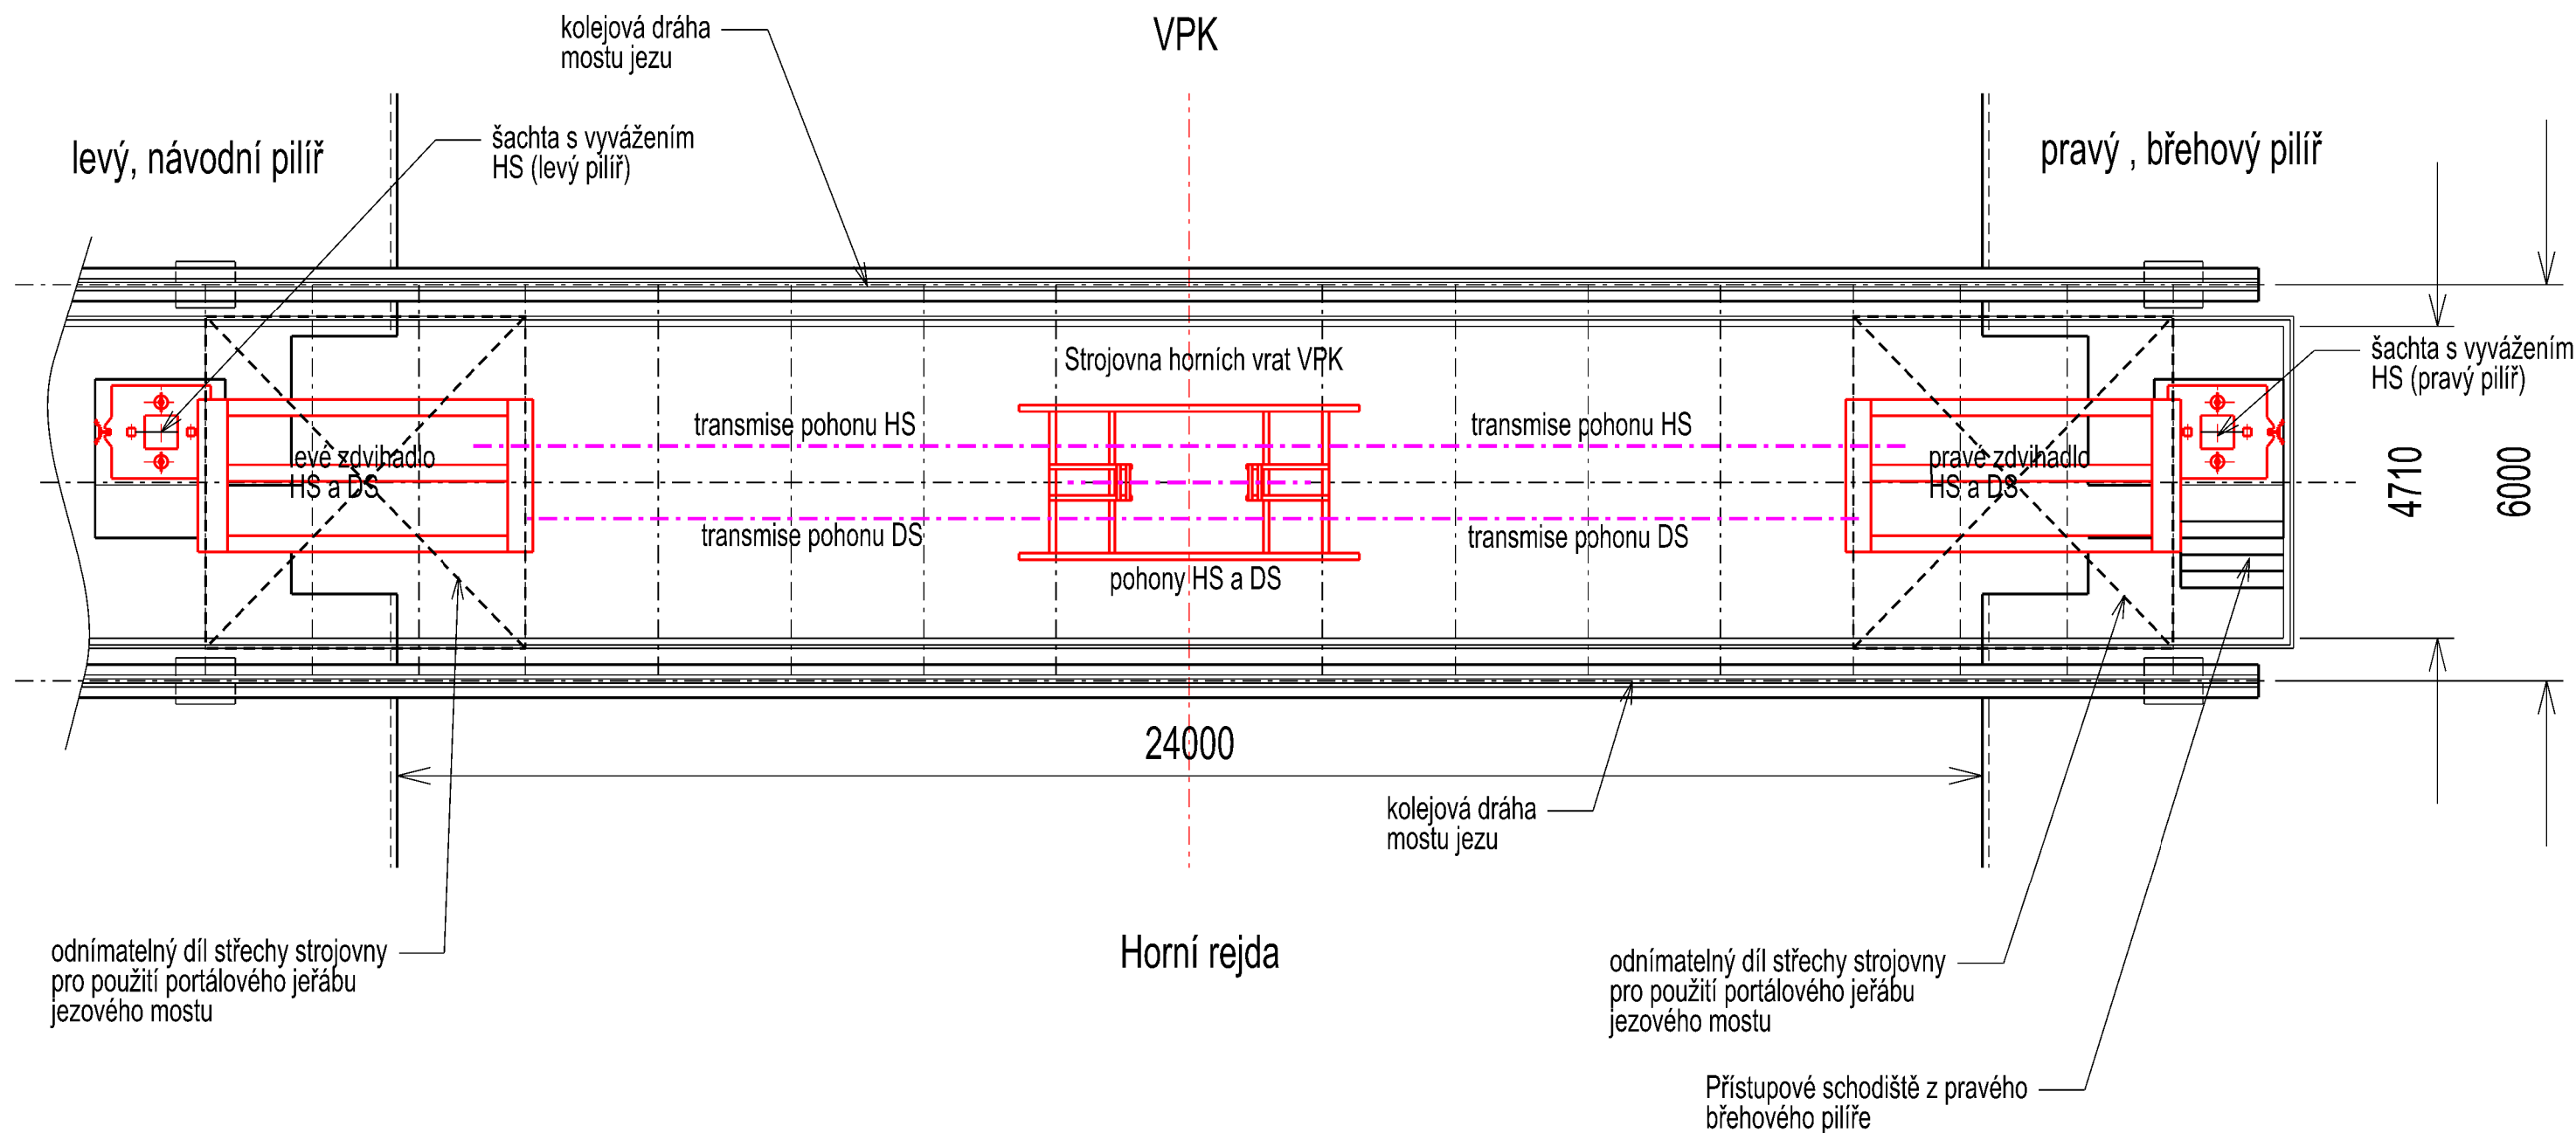 kolejová dráha
mostu jezu
VPK
levý, návodní pilíř
šachta s vyvážením
HS (levý pilíř)
pravý , břehový pilíř
Strojovna horních vrat VPK
šachta s vyvážením
HS (pravý pilíř)
transmise pohonu HS
transmise pohonu HS
levé zdvihadlo
HS a DS
pravé zdvihadlo
HS a DS
4710
6000
transmise pohonu DS
transmise pohonu DS
pohony HS a DS
24000
kolejová dráha
mostu jezu
odnímatelný díl střechy strojovny
pro použití portálového jeřábu
jezového mostu
Horní rejda
odnímatelný díl střechy strojovny
pro použití portálového jeřábu
jezového mostu
Přístupové schodiště z pravého
břehového pilíře